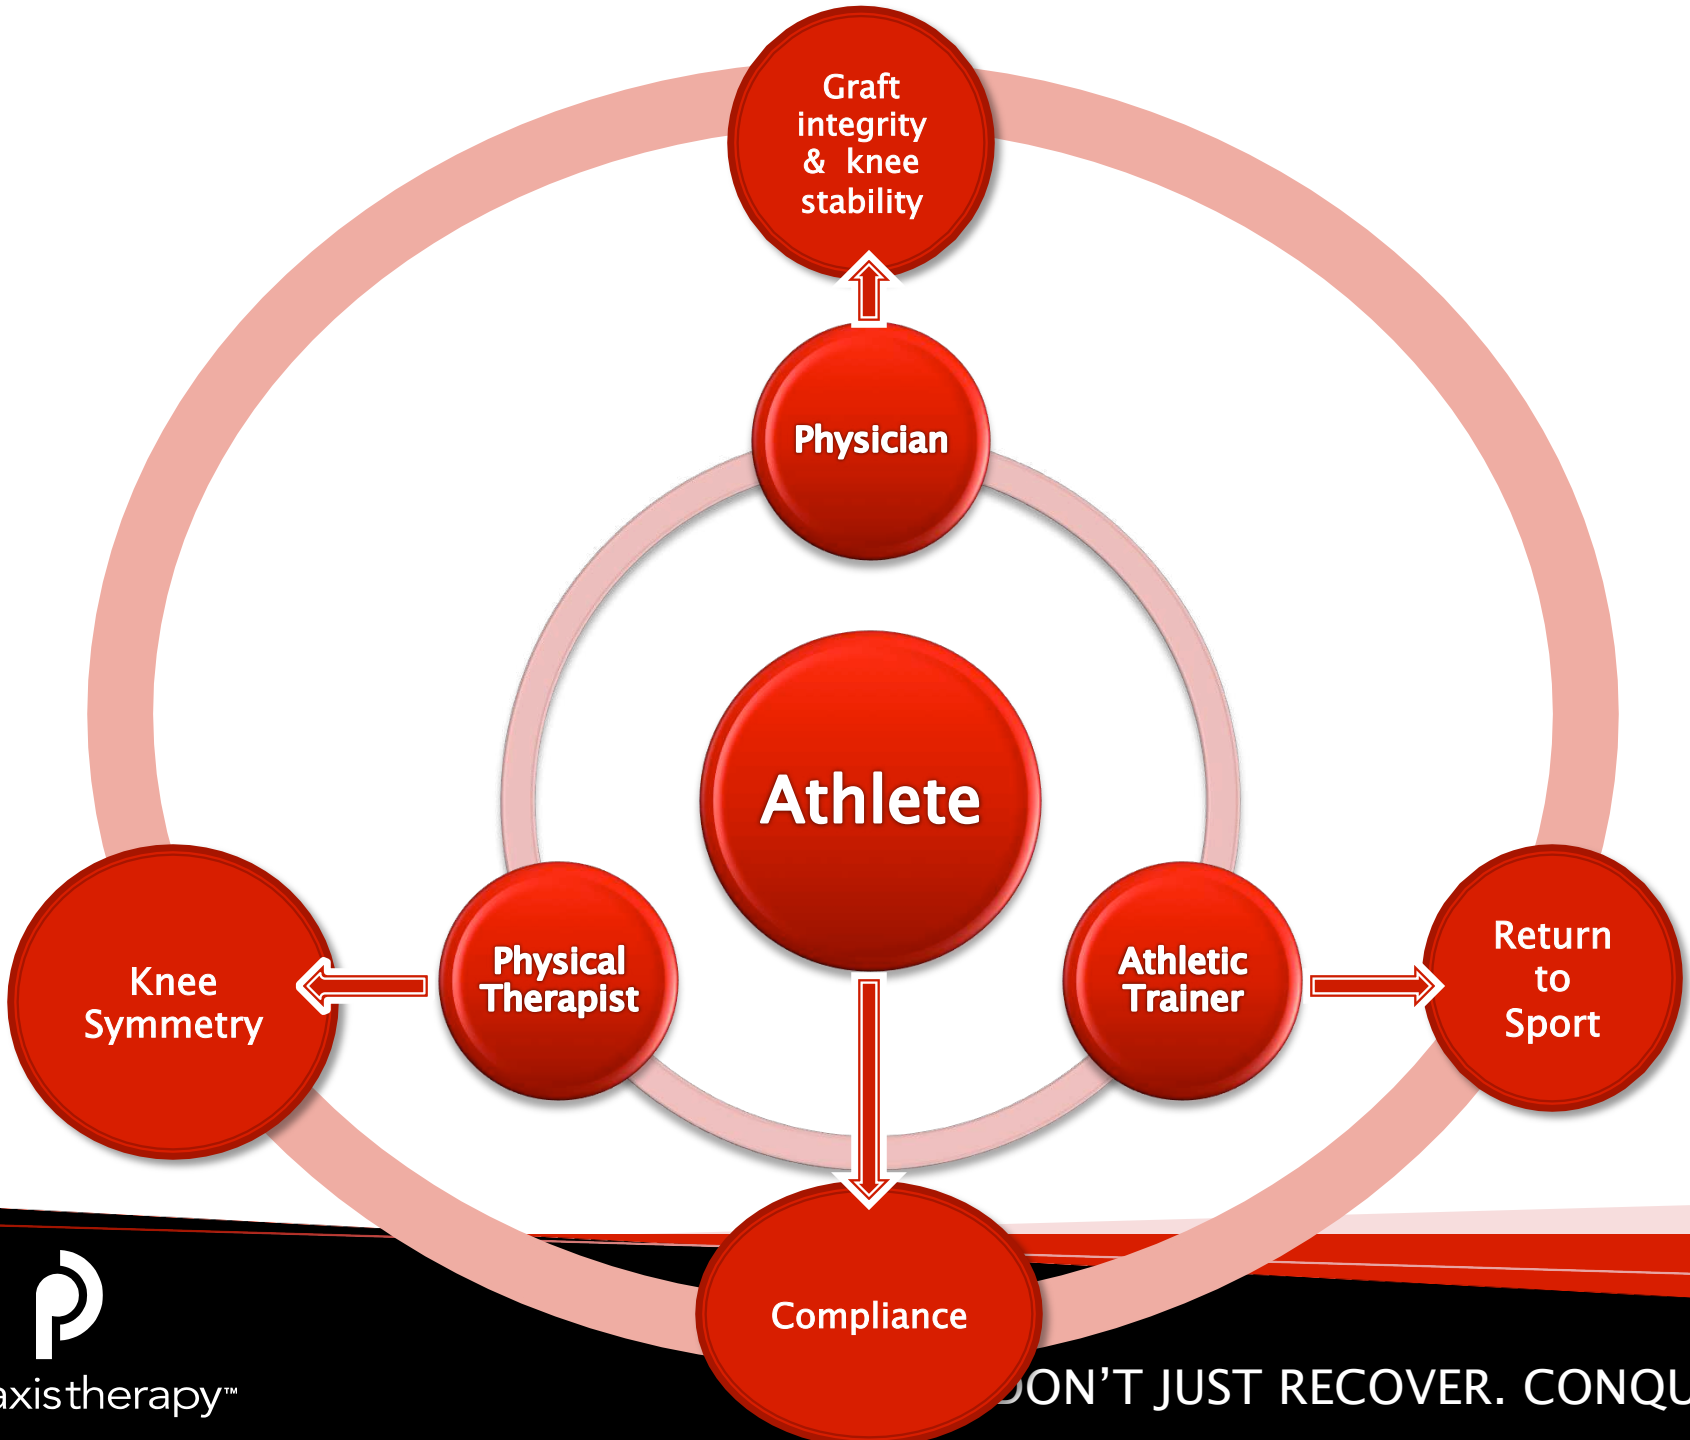 Graft
integrity
& knee
stability
Physician
Athlete
Physical
Therapist
Athletic
Trainer
Knee
Symmetry
Return
to
Sport
Compliance
axistherapy™
DON'T JUST RECOVER. CONQU